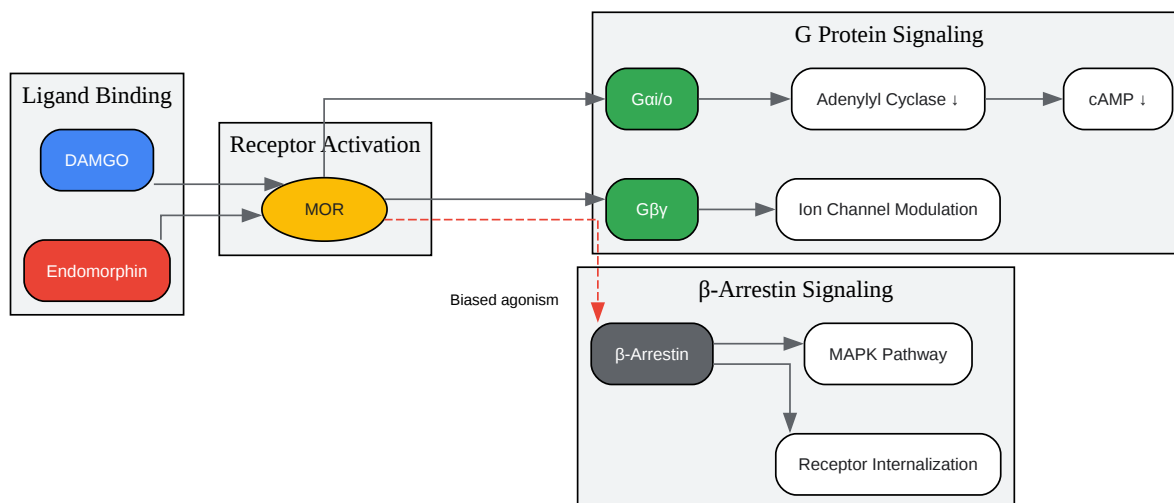 Ligand Binding
DAMGO
Endomorphin
Receptor Activation
MOR
Biased agonism
G Protein Signaling
Gαi/o
Adenylyl Cyclase ↓
cAMP ↓
Gβγ
Ion Channel Modulation
β-Arrestin Signaling
β-Arrestin
MAPK Pathway
Receptor Internalization